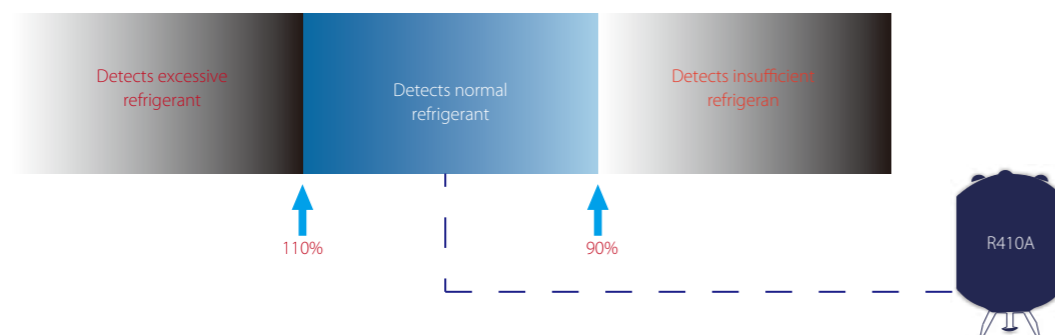 Detects excessive
refrigerant
Detects normal
refrigerant
Detects insufficient
refrigeran
110%
90%
R410A